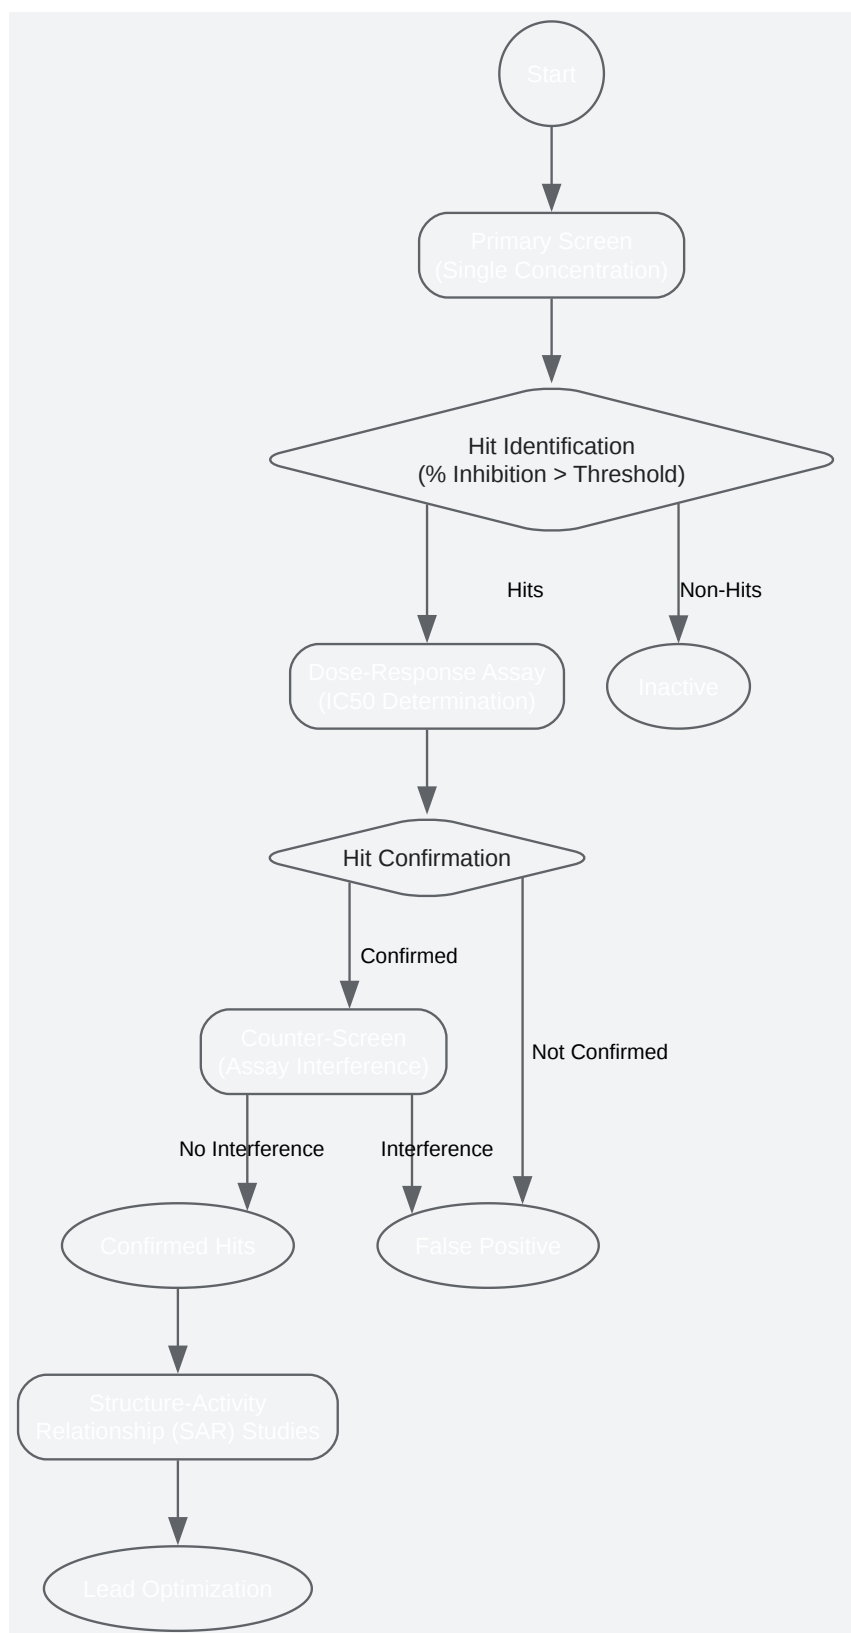 Start
Primary Screen
(Single Concentration)
Hit Identification
(% Inhibition > Threshold)
Hits
Non-Hits
Dose-Response Assay
(IC50 Determination)
Inactive
Hit Confirmation
Confirmed
Counter-Screen
(Assay Interference)
Not Confirmed
No Interference
Interference
Confirmed Hits
False Positive
Structure-Activity
Relationship (SAR) Studies
Lead Optimization